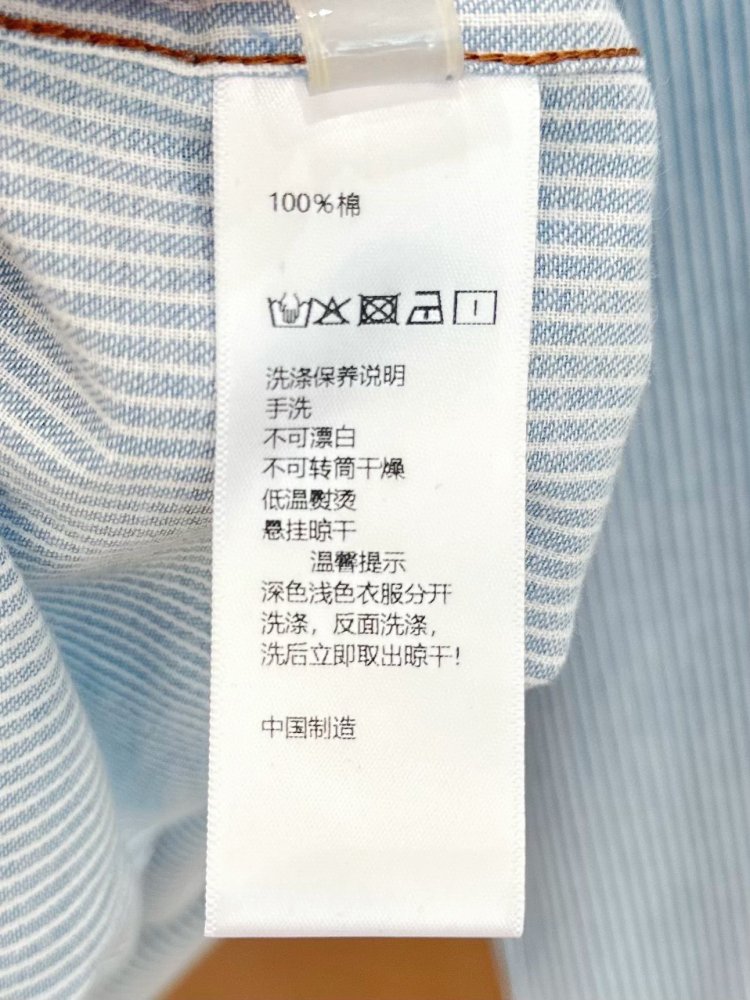 100%棉
洗涤保养说明
手洗
不可漂白
不可转筒干燥
低温熨烫
悬挂晾干
温馨提示
深色浅色衣服分开
洗涤，反面洗涤，
洗后立即取出晾干！
中国制造